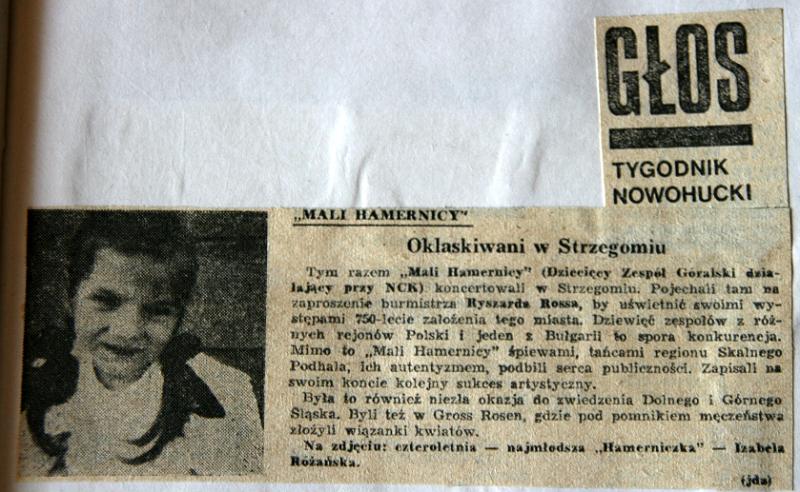 GŁOS
TYGODNIK
NOWOHUCKI
„MALI HAMERNICY"
Oklaskiwani w Strzegomiu
Tym razem „Mali Hamernicy" (Dziecięcy Zespół Góralski dzia-
łający przy NCK) koncertowali w Strzegomiu. Pojechali tam na
zaproszenie burmistrza Ryszarda Rossa, by uświetnić swoimi wy-
stępami 750-lecie założenia tego miasta. Dziewięć zespołów z róż-
nych rejonów Polski i jeden z Bułgarii to spora konkurencja.
Mimo to „Mali Hamernicy" śpiewami, tańcami regionu Skalnego
Podhala, ich autentyzmem, podbili serca publiczności. Zapisali na
swoim koncie kolejny sukces artystyczny.
Była to również niezła okazja do zwiedzenia Dolnego i Górnego
Śląska. Byli też w Gross Rosen, gdzie pod pomnikiem męczeństwa
złożyli wiązanki kwiatów.
Na zdjęciu: czteroletnia — najmłodsza „Hamerniczka" — Izabela
Różańska.
(jda)